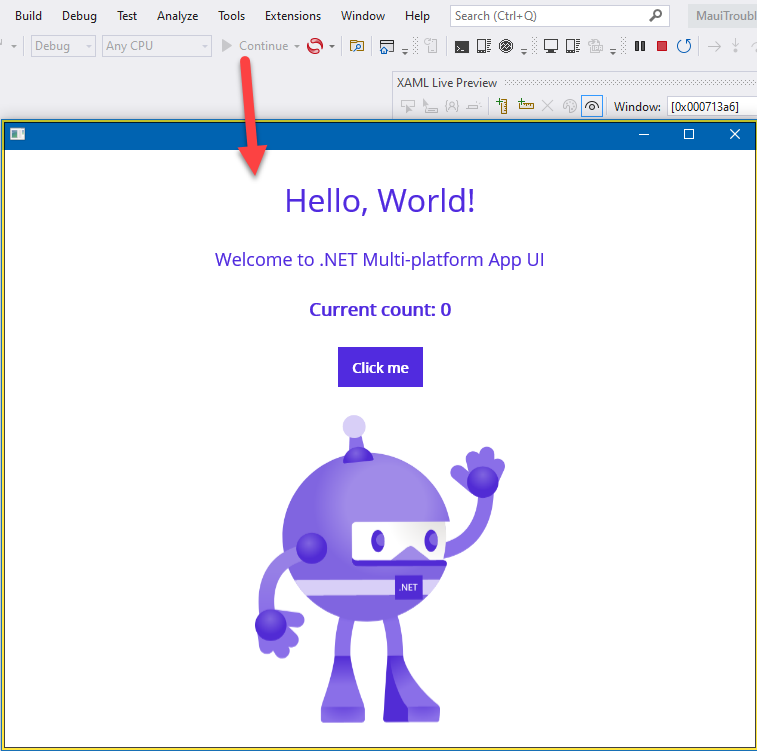 Build Debug Test Analyze Tools Extensions Window Help Search (Ctrl+Q) MauiTroubl
Debug Any CPU Continue
XAML Live Preview
Window: [0x000713a6]
Hello, World!
Welcome to .NET Multi-platform App UI
Current count: 0
Click me
.NET